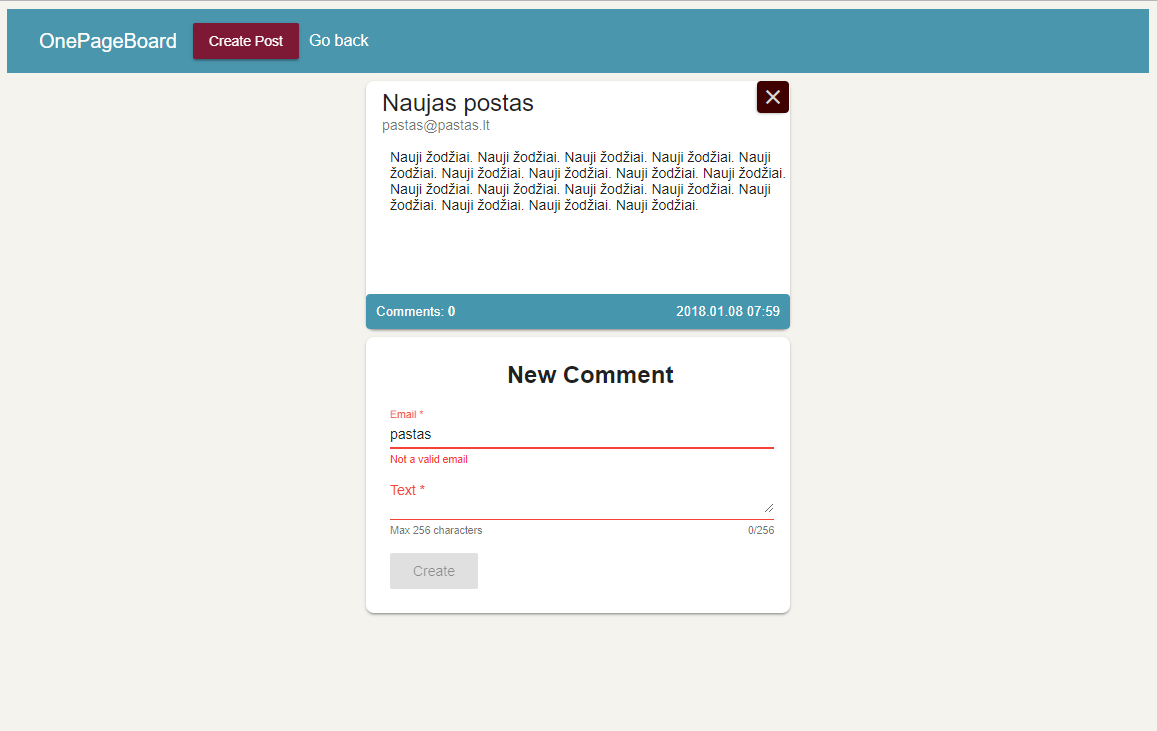 OnePageBoard Create Post Go back
Naujas postas
pastas@pastas.lt
Nauji žodžiai. Nauji žodžiai. Nauji žodžiai. Nauji žodžiai. Nauji
žodžiai. Nauji žodžiai. Nauji žodžiai. Nauji žodžiai. Nauji žodžiai.
Nauji žodžiai. Nauji žodžiai. Nauji žodžiai. Nauji žodžiai. Nauji
žodžiai. Nauji žodžiai. Nauji žodžiai. Nauji žodžiai.
Comments: 0 2018.01.08 07:59
New Comment
Email *
pastas
Not a valid email
Text *
Max 256 characters 0/256
Create